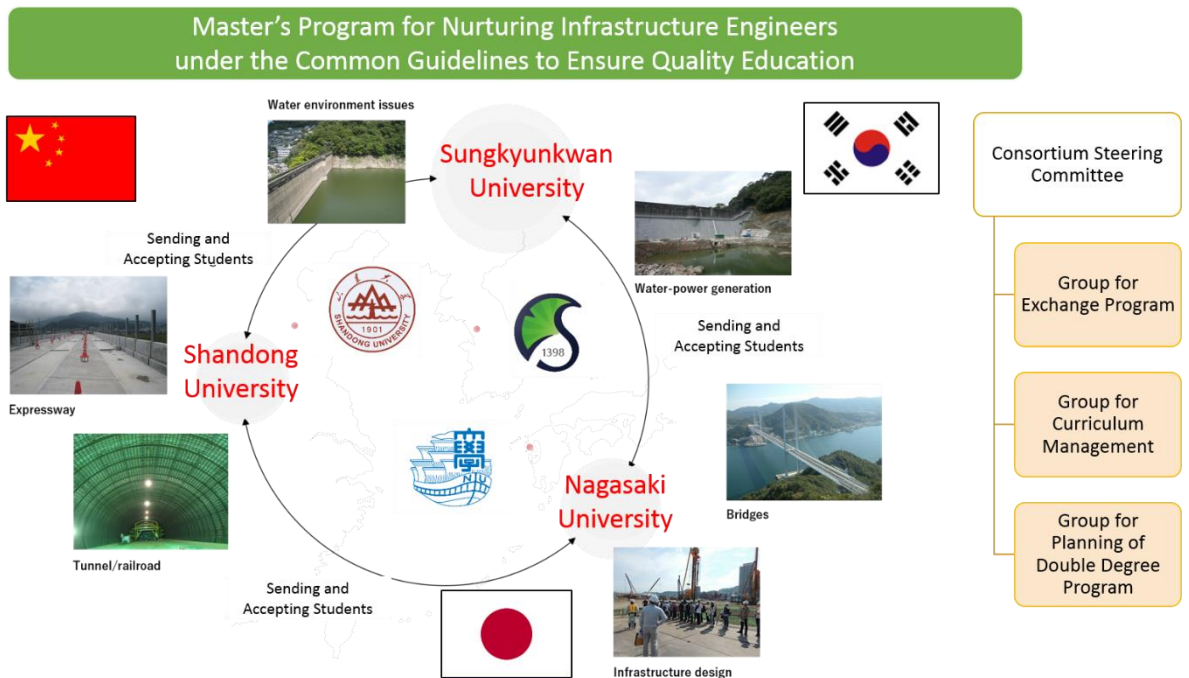 Master's Program for Nurturing Infrastructure Engineers
under the Common Guidelines to Ensure Quality Education
Water environment issues
Sungkyunkwan
University
Consortium Steering
Committee
Sending and
Accepting Students
Water-power generation
Group for
Exchange Program
SHANDONG UNIVERSITY
1901
1398
Sending and
Accepting Students
Shandong
University
Expressway
Group for
Curriculum
Management
大學
NU
Nagasaki
University
Bridges
Tunnel/railroad
Group for
Planning of
Double Degree
Program
Sending and
Accepting Students
Infrastructure design